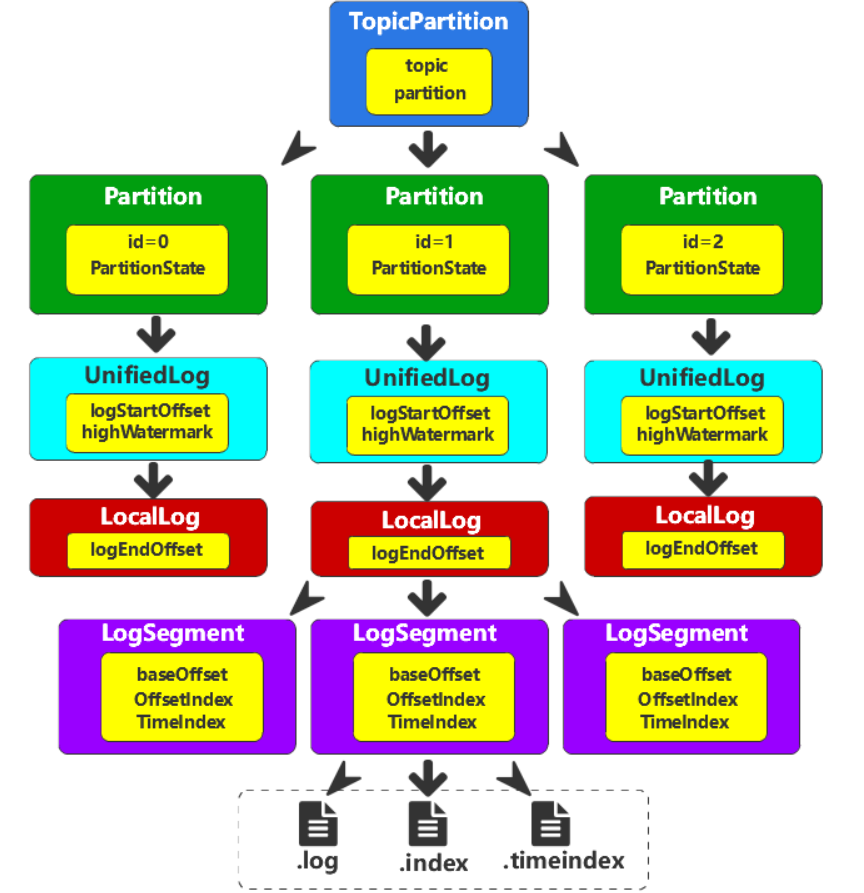 TopicPartition
topic
partition
Partition
id=0
PartitionState
Partition
id=1
PartitionState
Partition
id=2
PartitionState
UnifiedLog
logStartOffset
highWatermark
UnifiedLog
logStartOffset
highWatermark
UnifiedLog
logStartOffset
highWatermark
LocalLog
logEndOffset
LocalLog
logEndOffset
LocalLog
logEndOffset
LogSegment
baseOffset
OffsetIndex
TimeIndex
LogSegment
baseOffset
OffsetIndex
TimeIndex
LogSegment
baseOffset
OffsetIndex
TimeIndex
.log
.index
.timeindex